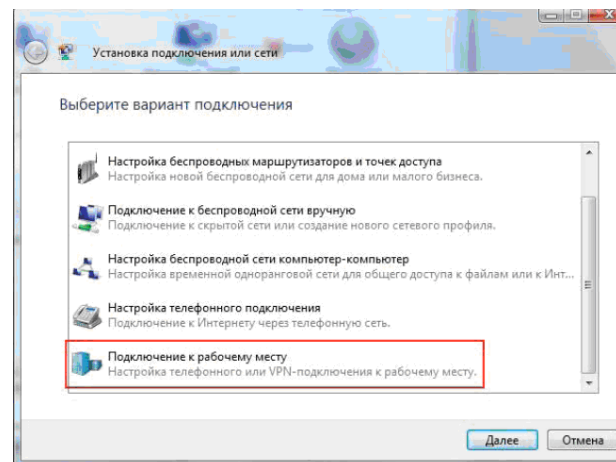 Установка подключения или сети
Выберите вариант подключения
Настройка беспроводных маршрутизаторов и точек доступа
Настройка новой беспроводной сети для дома или малого бизнеса.
Подключение к беспроводной сети вручную
Подключение к скрытой сети или создание нового сетевого профиля.
Настройка беспроводной сети компьютер-компьютер
Настройка временной одноранговой сети для общего доступа к файлам или к Инт...
Настройка телефонного подключения
Подключение к Интернету через телефонную сеть.
Подключение к рабочему месту
Настройка телефонного или VPN-подключения к рабочему месту.
Далее Отмена